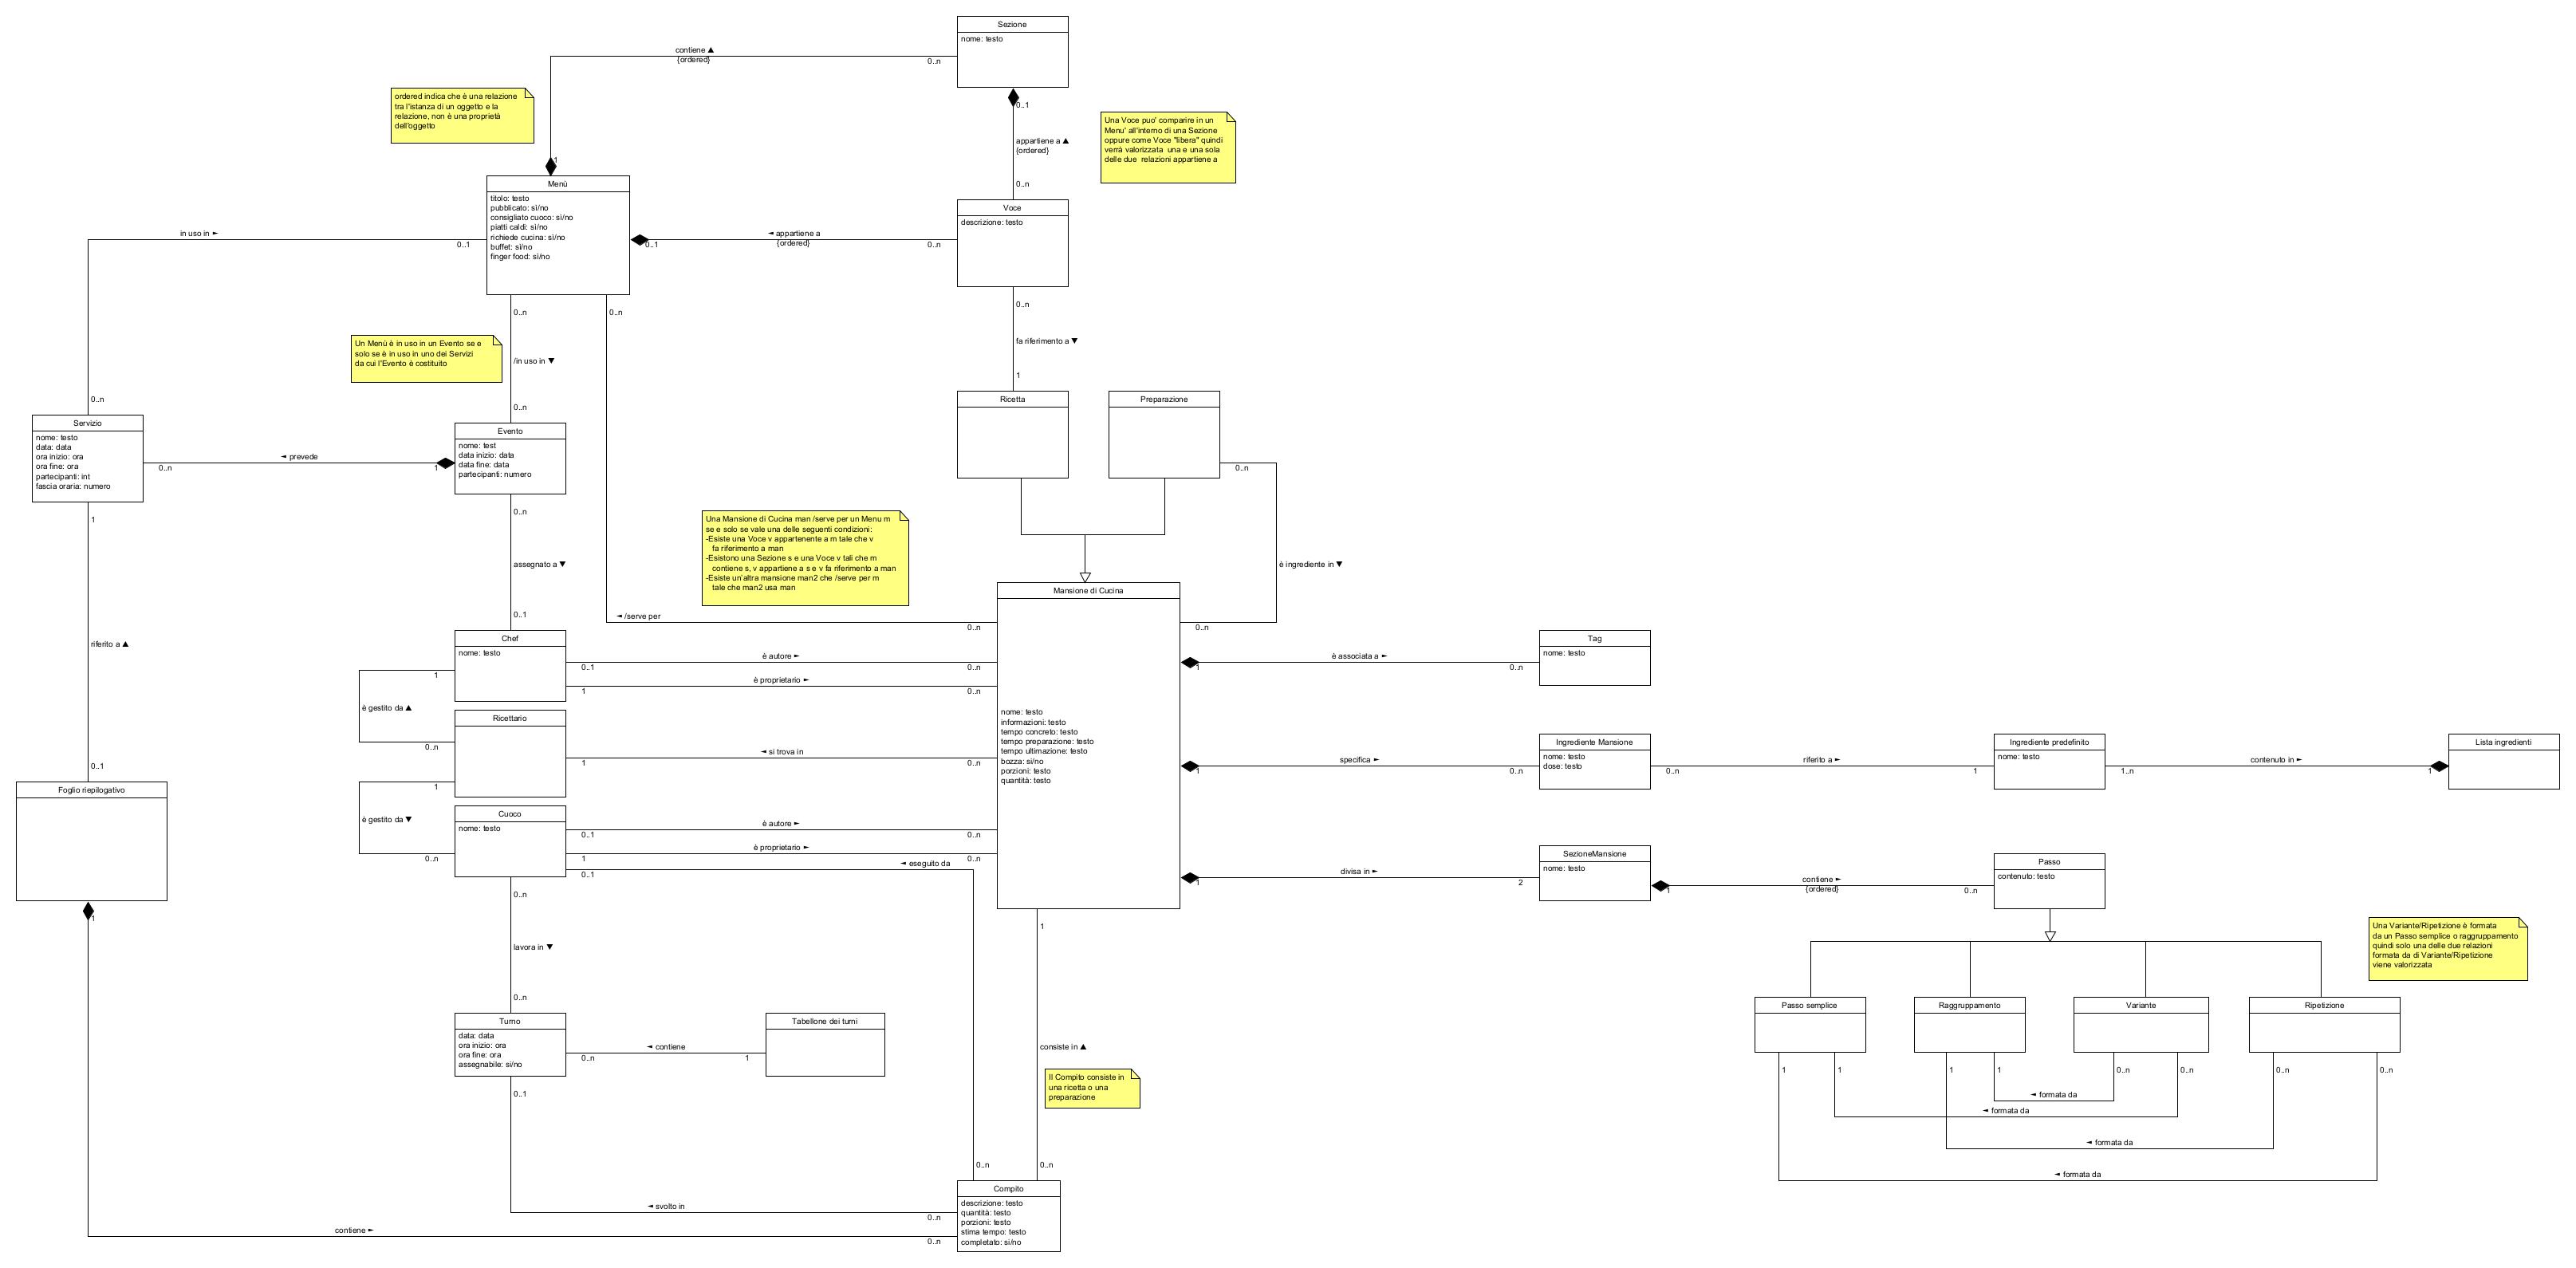 Sezione
nome: testo
contiene ▲
{ordered}
0..n
ordered indica che è una relazione
tra l'istanza di un oggetto e la
relazione, non è una proprietà
dell'oggetto
0..1
Una Voce puo' comparire in un
Menu' all'interno di una Sezione
oppure come Voce "libera" quindi
verrà valorizzata una e una sola
delle due relazioni appartiene a
appartiene a ▲
{ordered}
1
0..n
Menù
titolo: testo
pubblicato: sì/no
consigliato cuoco: sì/no
piatti caldi: sì/no
richiede cucina: sì/no
buffet: sì/no
finger food: sì/no
Voce
descrizione: testo
in uso in ►
0..1
0..1
◄ appartiene a
{ordered}
0..n
0..n
0..n
0..n
Un Menù è in uso in un Evento se e
solo se è in uso in uno dei Servizi
da cui l'Evento è costituito
/in uso in ▼
fa riferimento a ▼
1
0..n
0..n
Ricetta
Preparazione
Servizio
nome: testo
data: data
ora inizio: ora
ora fine: ora
partecipanti: int
fascia oraria: numero
Evento
nome: test
data inizio: data
data fine: data
partecipanti: numero
0..n
◄ prevede
1
0..n
1
0..n
Una Mansione di Cucina man /serve per un Menu m
se e solo se vale una delle seguenti condizioni:
-Esiste una Voce v appartenente a m tale che v
fa riferimento a man
-Esistono una Sezione s e una Voce v tali che m
contiene s, v appartiene a s e v fa riferimento a man
-Esiste un'altra mansione man2 che /serve per m
tale che man2 usa man
assegnato a ▼
è ingrediente in ▼
0..1
◄ /serve per
0..n
0..n
Mansione di Cucina
nome: testo
informazioni: testo
tempo concreto: testo
tempo preparazione: testo
tempo ultimazione: testo
bozza: si/no
porzioni: testo
quantità: testo
riferito a ▲
Chef
nome: testo
0..1
è autore ►
0..n
1
è proprietario ►
0..n
1
è associata a ►
0..n
Tag
nome: testo
1
è gestito da ▲
0..n
Ricettario
1
◄ si trova in
0..n
1
specifica ►
0..n
Ingrediente Mansione
nome: testo
dose: testo
0..n
riferito a ►
1
Ingrediente predefinito
nome: testo
1..n
contenuto in ►
1
Lista ingredienti
0..1
Foglio riepilogativo
1
è gestito da ▼
0..n
Cuoco
nome: testo
0..1
è autore ►
0..n
1
è proprietario ►
0..n
0..1
◄ eseguito da
1
divisa in ►
2
SezioneMansione
nome: testo
1
contiene ►
{ordered}
0..n
Passo
contenuto: testo
0..n
1
1
Una Variante/Ripetizione è formata
da un Passo semplice o raggruppamento
quindi solo una delle due relazioni
formata da di Variante/Ripetizione
viene valorizzata
lavora in ▼
0..n
Passo semplice
Raggruppamento
Variante
Ripetizione
Turno
data: data
ora inizio: ora
ora fine: ora
assegnabile: si/no
0..n
◄ contiene
1
Tabellone dei turni
consiste in ▲
Il Compito consiste in
una ricetta o una
preparazione
1
1
1
1
0..n
0..n
0..n
0..n
◄ formata da
◄ formata da
◄ formata da
◄ formata da
0..1
0..n
0..n
Compito
descrizione: testo
quantità: testo
porzioni: testo
stima tempo: testo
completato: si/no
◄ svolto in
0..n
contiene ►
0..n